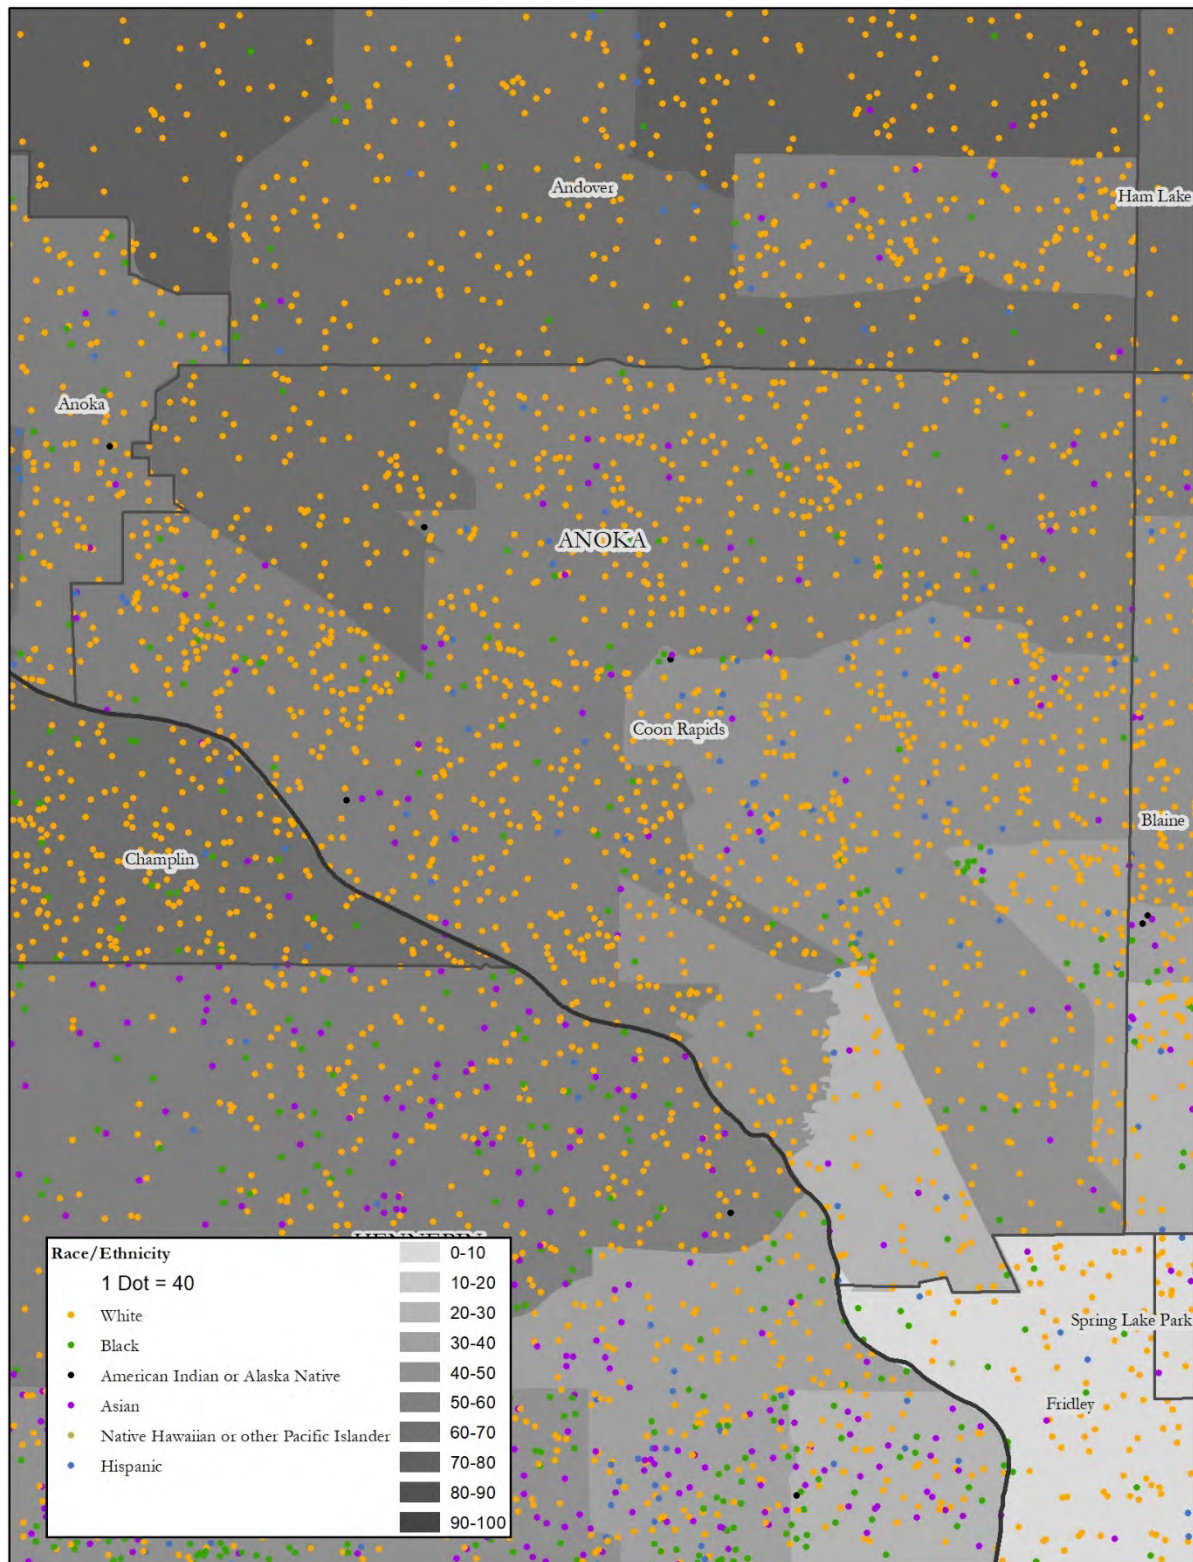 Andover
Ham Lake
Anoka
ANOKA
Coon Rapids
Blaine
Champlin
HENNEPIN
Race/Ethnicity
1 Dot = 40
White
Black
American Indian or Alaska Native
Asian
Native Hawaiian or other Pacific Islander
Hispanic
0-10
10-20
20-30
30-40
40-50
50-60
60-70
70-80
80-90
90-100
Spring Lake Park
Fridley